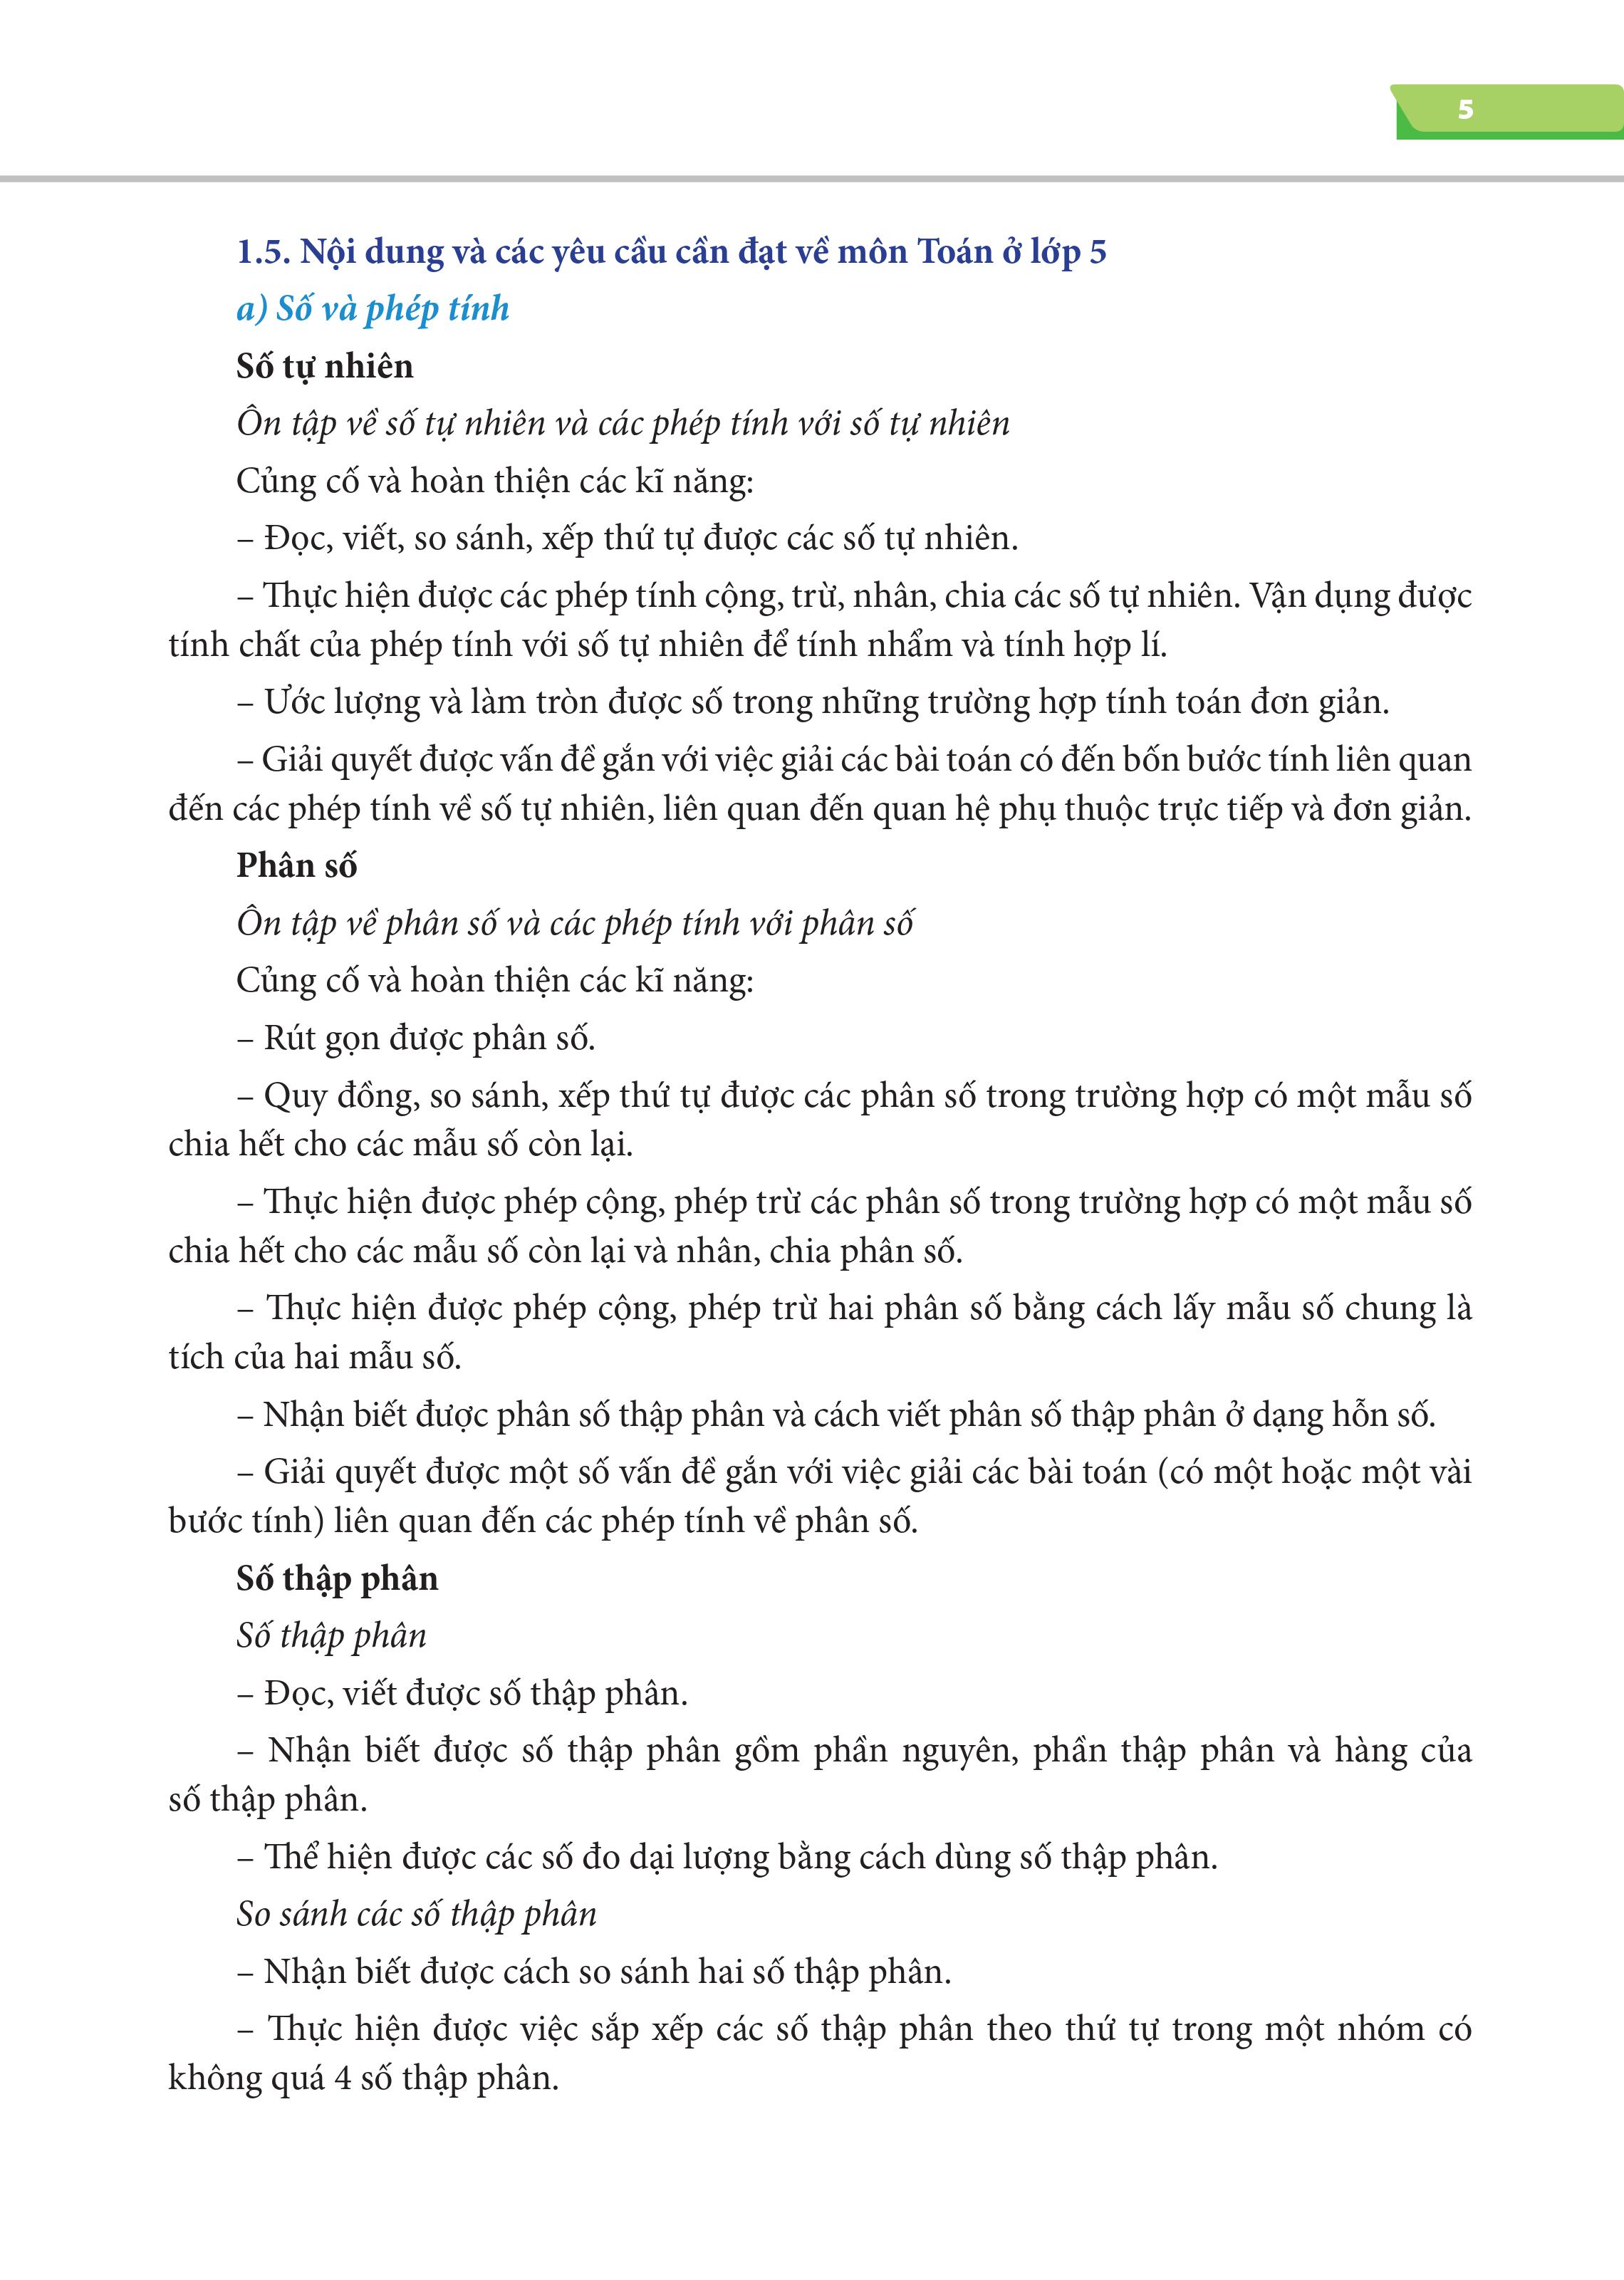 5
1.5. Nội dung và các yêu cầu cần đạt về môn Toán ở lớp 5
a) Số và phép tính
Số tự nhiên
Ôn tập về số tự nhiên và các phép tính với số tự nhiên
Củng cố và hoàn thiện các kĩ năng:
– Đọc, viết, so sánh, xếp thứ tự được các số tự nhiên.
– Thực hiện được các phép tính cộng, trừ, nhân, chia các số tự nhiên. Vận dụng được
tính chất của phép tính với số tự nhiên để tính nhẩm và tính hợp lí.
– Ước lượng và làm tròn được số trong những trường hợp tính toán đơn giản.
– Giải quyết được vấn đề gắn với việc giải các bài toán có đến bốn bước tính liên quan
đến các phép tính về số tự nhiên, liên quan đến quan hệ phụ thuộc trực tiếp và đơn giản.
Phân số
Ôn tập về phân số và các phép tính với phân số
Củng cố và hoàn thiện các kĩ năng:
– Rút gọn được phân số.
– Quy đồng, so sánh, xếp thứ tự được các phân số trong trường hợp có một mẫu số
chia hết cho các mẫu số còn lại.
– Thực hiện được phép cộng, phép trừ các phân số trong trường hợp có một mẫu số
chia hết cho các mẫu số còn lại và nhân, chia phân số.
– Thực hiện được phép cộng, phép trừ hai phân số bằng cách lấy mẫu số chung là
tích của hai mẫu số.
– Nhận biết được phân số thập phân và cách viết phân số thập phân ở dạng hỗn số.
– Giải quyết được một số vấn đề gắn với việc giải các bài toán (có một hoặc một vài
bước tính) liên quan đến các phép tính về phân số.
Số thập phân
Số thập phân
– Đọc, viết được số thập phân.
– Nhận biết được số thập phân gồm phần nguyên, phần thập phân và hàng của
số thập phân.
– Thể hiện được các số đo dại lượng bằng cách dùng số thập phân.
So sánh các số thập phân
– Nhận biết được cách so sánh hai số thập phân.
– Thực hiện được việc sắp xếp các số thập phân theo thứ tự trong một nhóm có
không quá 4 số thập phân.